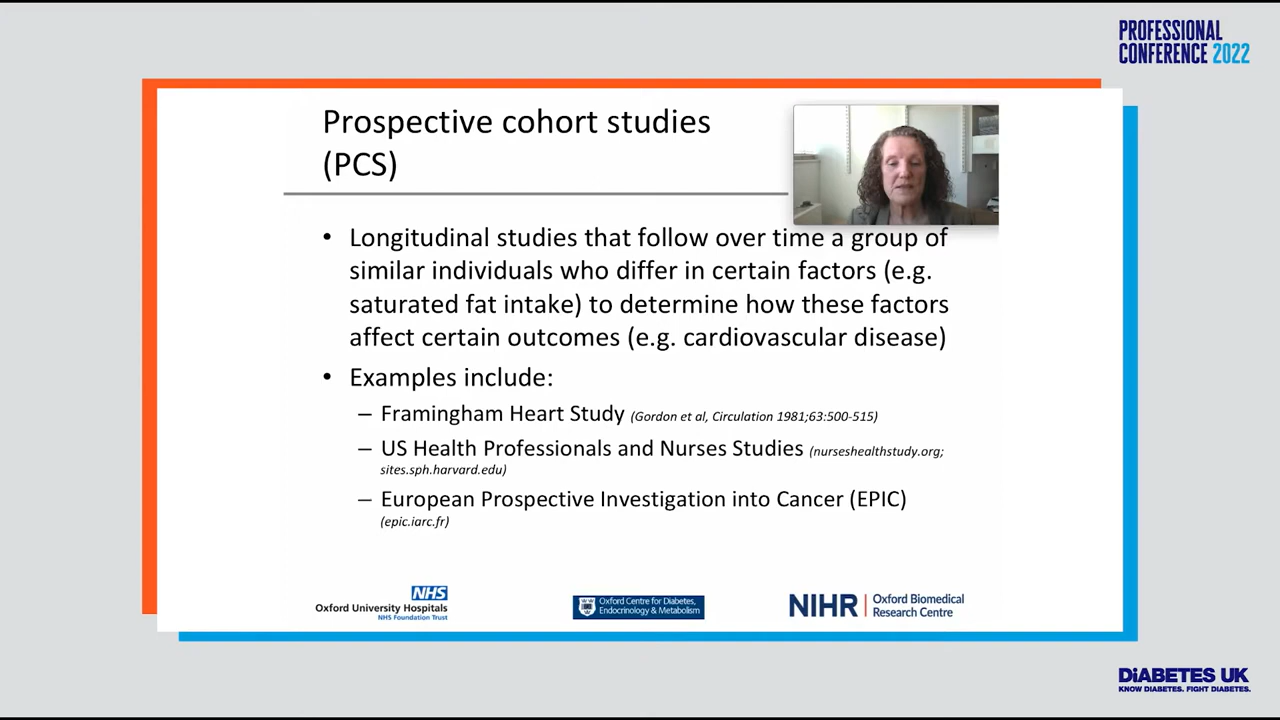 PROFESSIONAL
CONFERENCE 2022
Prospective cohort studies
(PCS)
• Longitudinal studies that follow over time a group of
similar individuals who differ in certain factors (e.g.
saturated fat intake) to determine how these factors
affect certain outcomes (e.g. cardiovascular disease)
• Examples include:
– Framingham Heart Study (Gordon et al, Circulation 1981;63:500-515)
– US Health Professionals and Nurses Studies (nurseshealthstudy.org;
sites.sph.harvard.edu)
– European Prospective Investigation into Cancer (EPIC)
(epic.iarc.fr)
NHS
Oxford University Hospitals
NHS Foundation Trust
Oxford Centre for Diabetes,
Endocrinology & Metabolism
NIHR | Oxford Biomedical
Research Centre
DiABETES UK
KNOW DIABETES. FIGHT DIABETES.